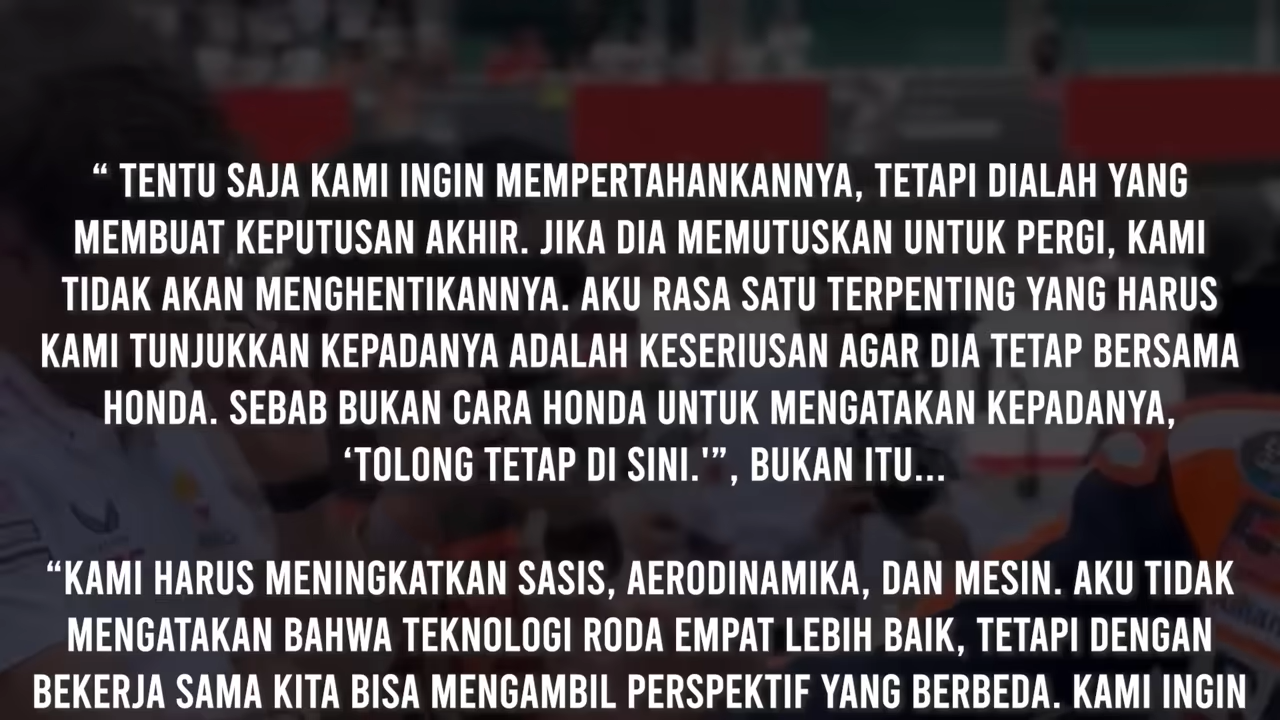 “ TENTU SAJA KAMI INGIN MEMPERTAHANKANNYA, TETAPI DIALAH YANG
MEMBUAT KEPUTUSAN AKHIR. JIKA DIA MEMUTUSKAN UNTUK PERGI, KAMI
TIDAK AKAN MENGHENTIKANNYA. AKU RASA SATU TERPENTING YANG HARUS
KAMI TUNJUKKAN KEPADANYA ADALAH KESERIUSAN AGAR DIA TETAP BERSAMA
HONDA. SEBAB BUKAN CARA HONDA UNTUK MENGATAKAN KEPADANYA,
‘TOLONG TETAP DI SINI.'”, BUKAN ITU...
“KAMI HARUS MENINGKATKAN SASIS, AERODINAMIKA, DAN MESIN. AKU TIDAK
MENGATAKAN BAHWA TEKNOLOGI RODA EMPAT LEBIH BAIK, TETAPI DENGAN
BEKERJA SAMA KITA BISA MENGAMBIL PERSPEKTIF YANG BERBEDA. KAMI INGIN